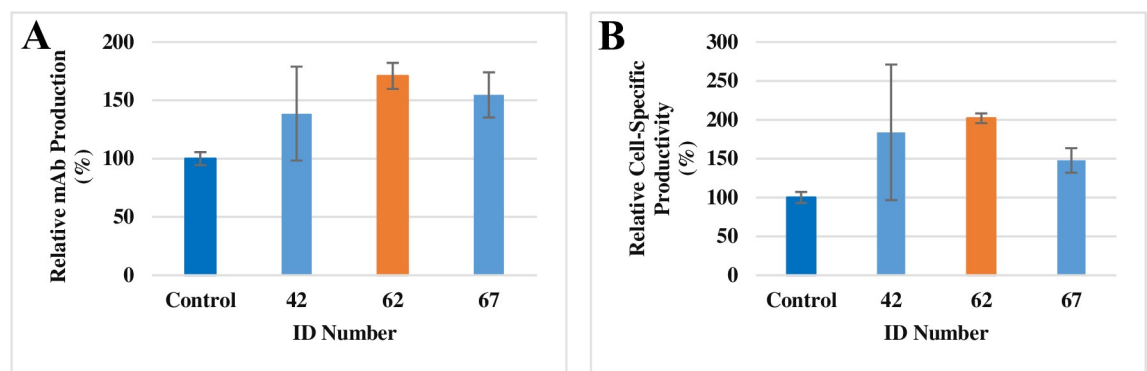 A
Relative mAb Production
(%)
200
150
100
50
0
Control 42 62 67
ID Number
B
Relative Cell-Specific
Productivity
(%)
300
250
200
150
100
50
0
Control 42 62 67
ID Number